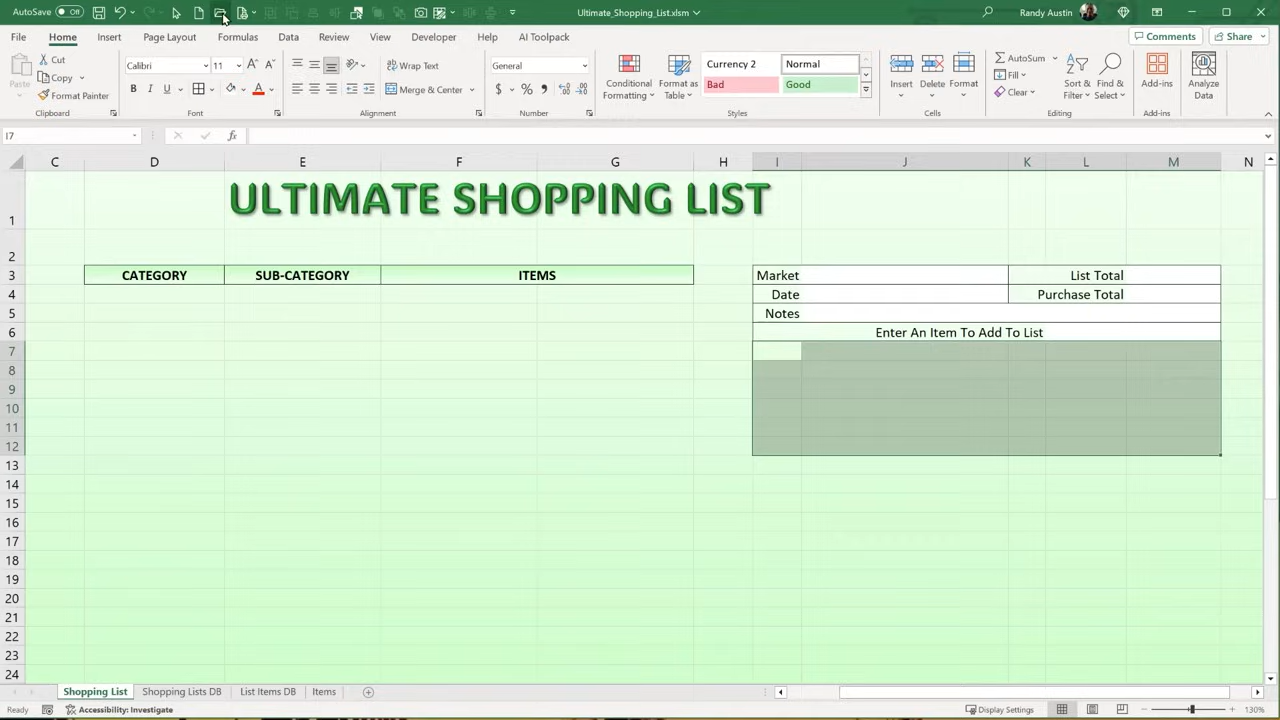 AutoSave Off
Ultimate_Shopping_List.xlsm
Randy Austin
File Home Insert Page Layout Formulas Data Review View Developer Help AI Toolpack
Comments Share
Paste
Cut
Copy
Format Painter
Clipboard
Calibri 11
B I U
Font
Wrap Text
Merge & Center
Alignment
General
$ %
Number
Conditional Formatting
Format as Table
Currency 2 Normal
Bad Good
Styles
Insert Delete Format
Cells
AutoSum
Fill
Clear
Sort & Filter
Find & Select
Editing
Add-ins
Add-ins
Analyze Data
I7 fx
C D E F G H I J K L M N
ULTIMATE SHOPPING LIST
1
2
3 CATEGORY SUB-CATEGORY ITEMS Market List Total
4 Date Purchase Total
5 Notes
6 Enter An Item To Add To List
7
8
9
10
11
12
13
14
15
16
17
18
19
20
21
22
23
24
Shopping List Shopping Lists DB List Items DB Items
Ready Accessibility: Investigate Display Settings 130%